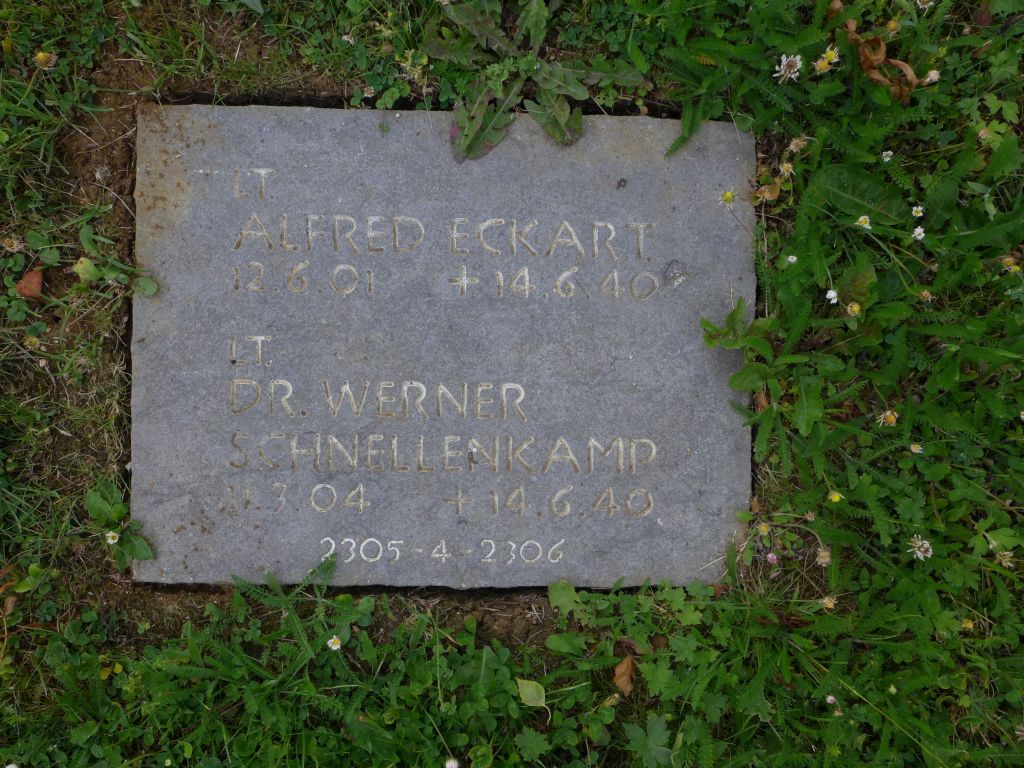 LT
ALFRED ECKART
12.6.01 +14.6.40
LT.
DR. WERNER
SCHNELLENKAMP
11.3.04 +14.6.40
2305-4-2306